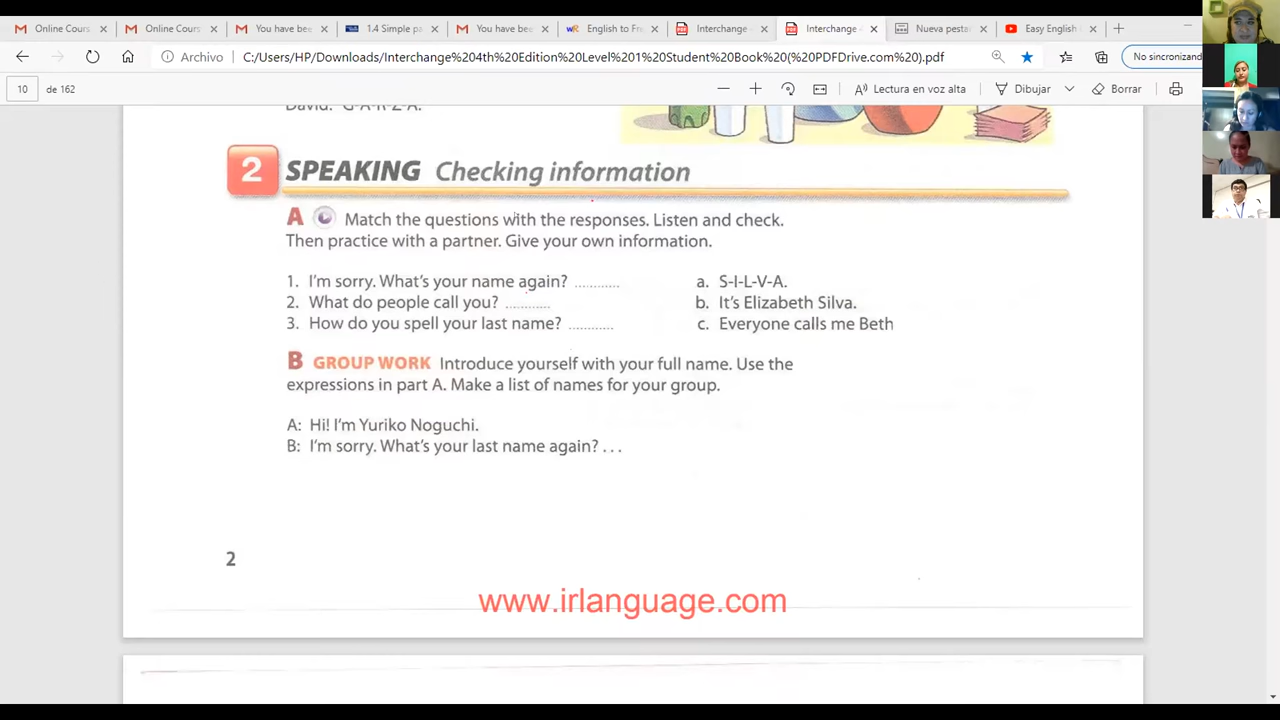 Online Cour
Online Cour
You have be
1.4 Simple pa
You have be
English to Fr
Interchange
Interchange
Nueva pesta
Easy English
Archivo
C:/Users/HP/Downloads/Interchange%204th%20Edition%20Level%201%20Student%20Book%20(%20PDFDrive.com%20).pdf
No sincronizand
10 de 162
Lectura en voz alta
Dibujar
Borrar
David: G-A-R-Z-A.
2 SPEAKING Checking information
A Match the questions with the responses. Listen and check.
Then practice with a partner. Give your own information.
1. I'm sorry. What's your name again? ............
2. What do people call you? ............
3. How do you spell your last name? ............
a. S-I-L-V-A.
b. It's Elizabeth Silva.
c. Everyone calls me Beth
B GROUP WORK Introduce yourself with your full name. Use the
expressions in part A. Make a list of names for your group.
A: Hi! I'm Yuriko Noguchi.
B: I'm sorry. What's your last name again? . . .
2
www.irlanguage.com